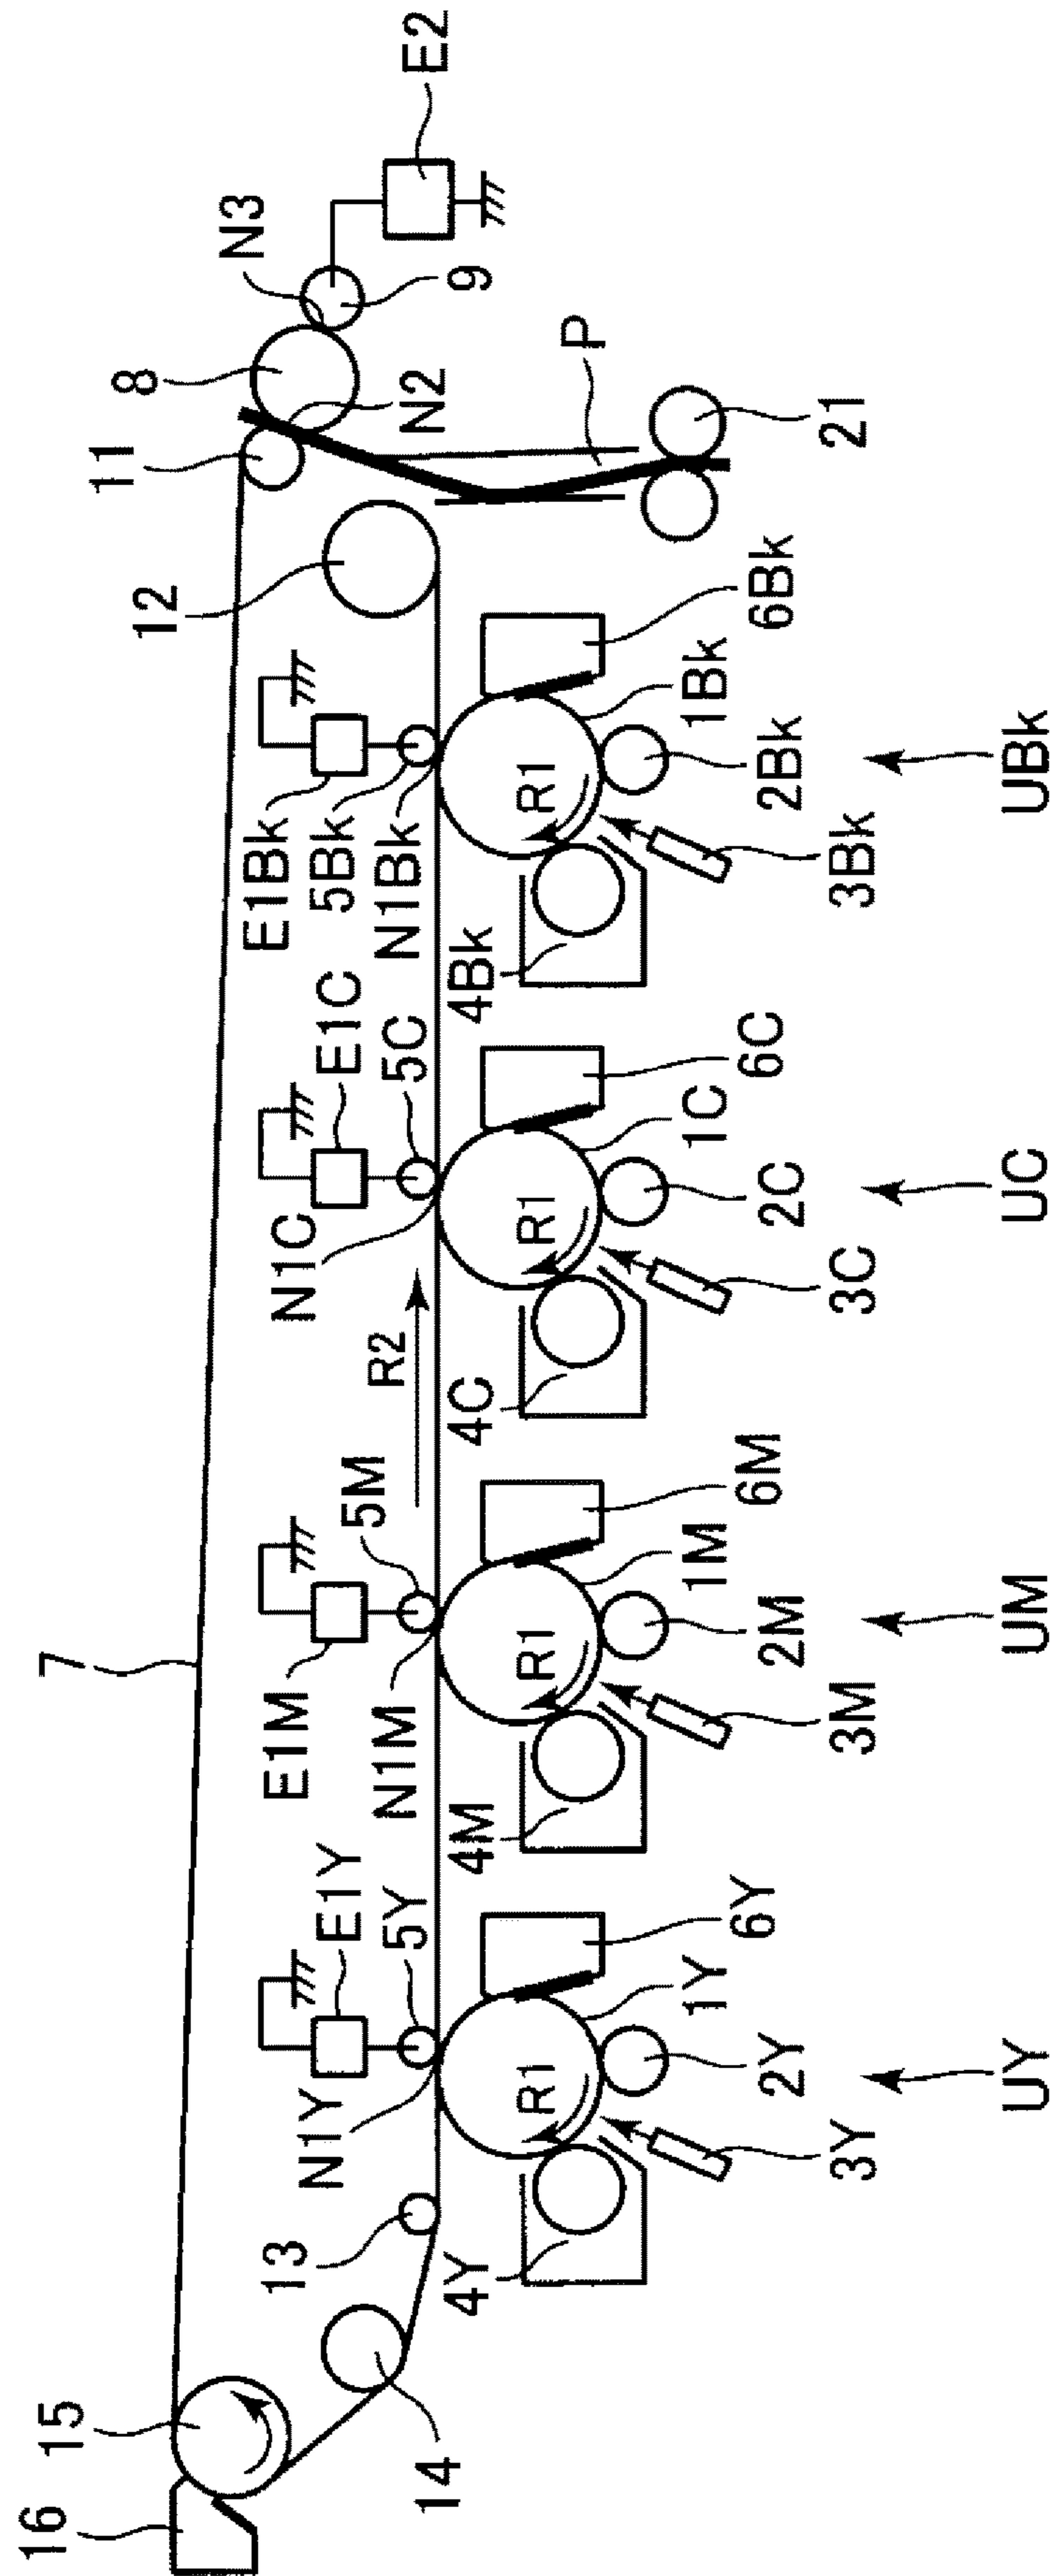 7
16
15
14
13
N1Y
E1Y
5Y
E1M
N1M
5M
R2
N1C
E1C
5C
E1Bk
5Bk
N1Bk
12
11
8
N2
N3
9
E2
P
21
4Y
R1
6Y
1Y
2Y
3Y
UY
4M
R1
6M
1M
2M
3M
UM
4C
R1
6C
1C
2C
3C
UC
4Bk
R1
6Bk
1Bk
2Bk
3Bk
UBk